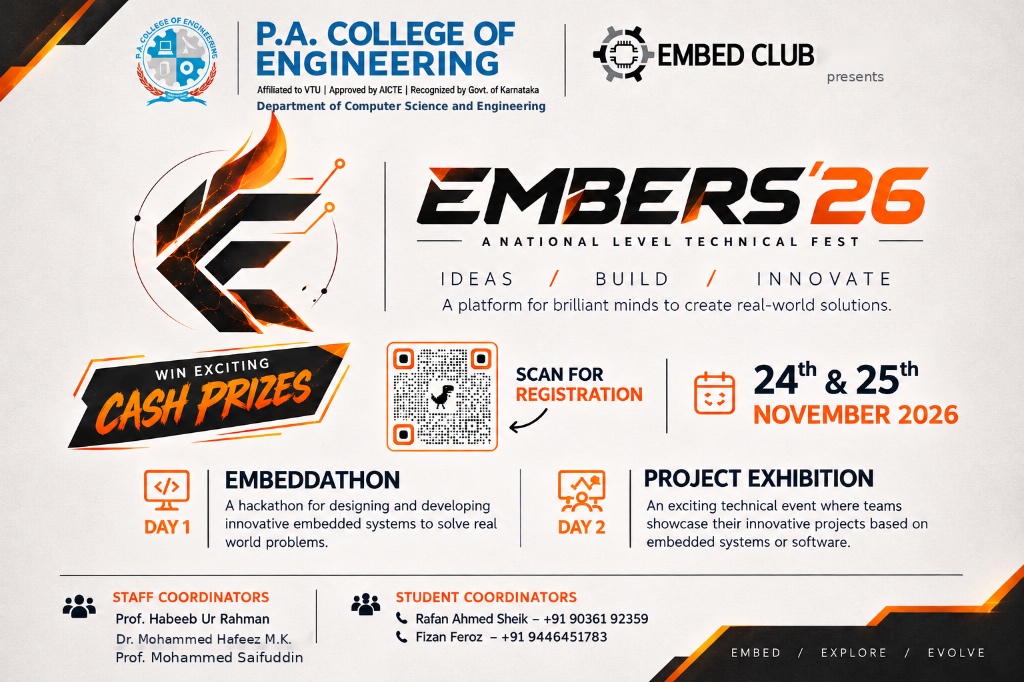 P.A. COLLEGE OF ENGINEERING
P.A. COLLEGE OF
ENGINEERING
Affiliated to VTU | Approved by AICTE | Recognized by Govt. of Karnataka
Department of Computer Science and Engineering
EMBED CLUB
presents
EMBERS'26
A NATIONAL LEVEL TECHNICAL FEST
IDEAS / BUILD / INNOVATE
A platform for brilliant minds to create real-world solutions.
WIN EXCITING
CASH PRIZES
SCAN FOR
REGISTRATION
24th & 25th
NOVEMBER 2026
DAY 1
EMBEDDATHON
A hackathon for designing and developing
innovative embedded systems to solve real
world problems.
DAY 2
PROJECT EXHIBITION
An exciting technical event where teams
showcase their innovative projects based on
embedded systems or software.
STAFF COORDINATORS
Prof. Habeeb Ur Rahman
Dr. Mohammed Hafeez M.K.
Prof. Mohammed Saifuddin
STUDENT COORDINATORS
Rafan Ahmed Sheik – +91 90361 92359
Fizan Feroz – +91 9446451783
EMBED / EXPLORE / EVOLVE